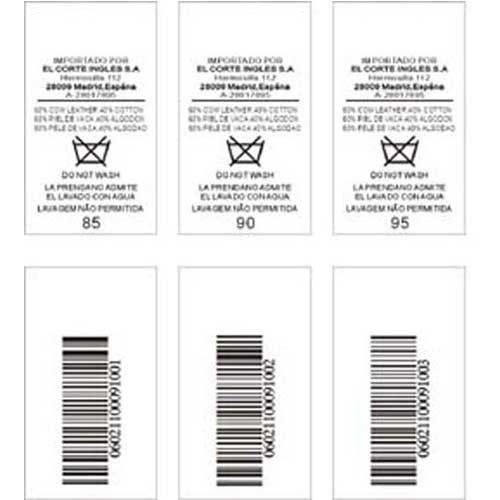 IMPORTADO POR
EL CORTE INGLES S.A
Hermosilla 112
28009 Madrid,Espãna
A-28017895
60% COW LEATHER 40% COTTON
60% PIEL DE VACA 40% ALGODON
60% PELE DE VACA 40% ALGODAO
DO NOT WASH
LA PRENDANO ADMITE
EL LAVADO CON AGUA
LAVAGEM NÃO PERMITIDA
85
IMPORTADO POR
EL CORTE INGLES S.A
Hermosilla 112
28009 Madrid,Espãna
A-28017895
60% COW LEATHER 40% COTTON
60% PIEL DE VACA 40% ALGODON
60% PELE DE VACA 40% ALGODAO
DO NOT WASH
LA PRENDANO ADMITE
EL LAVADO CON AGUA
LAVAGEM NÃO PERMITIDA
90
IMPORTADO POR
EL CORTE INGLES S.A
Hermosilla 112
28009 Madrid,Espãna
A-28017895
60% COW LEATHER 40% COTTON
60% PIEL DE VACA 40% ALGODON
60% PELE DE VACA 40% ALGODAO
DO NOT WASH
LA PRENDANO ADMITE
EL LAVADO CON AGUA
LAVAGEM NÃO PERMITIDA
95
06021100091001
06021100091002
06021100091003